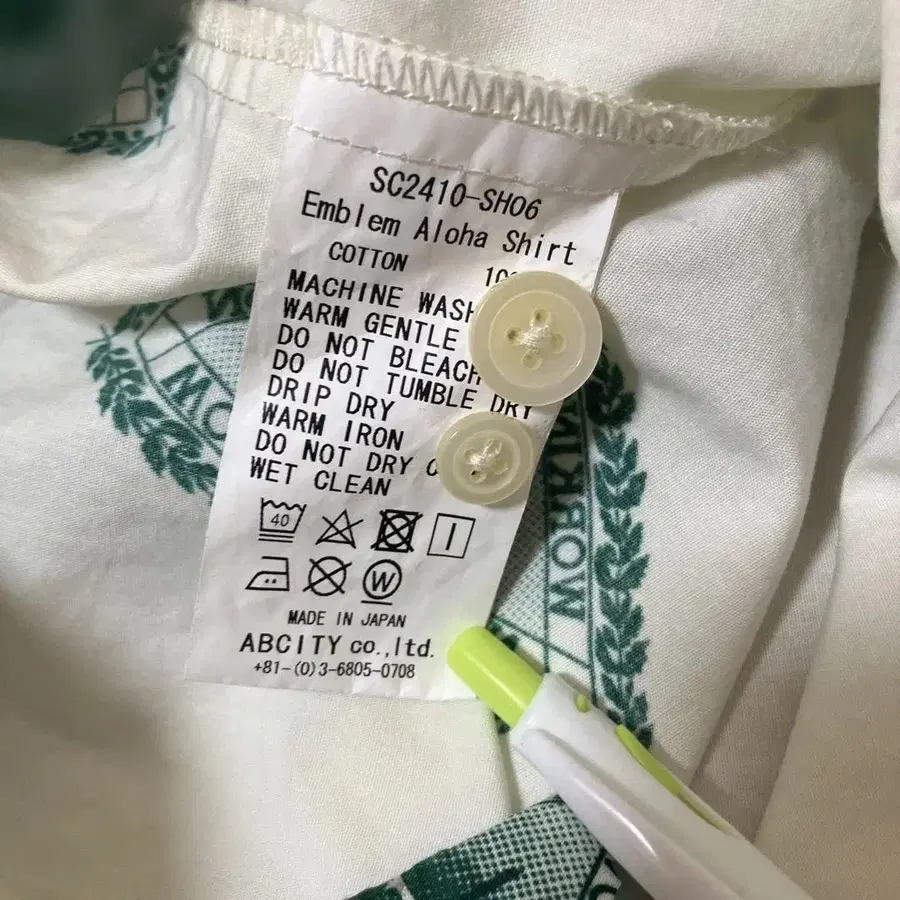 SC2410-SH06
Emblem Aloha Shirt
COTTON
MACHINE WASH
WARM GENTLE
DO NOT BLEACH
DO NOT TUMBLE DRY
DRIP DRY
WARM IRON
DO NOT DRY
WET CLEAN
40
W
MADE IN JAPAN
ABCITY co.,ltd.
+81-(0)3-6805-0708